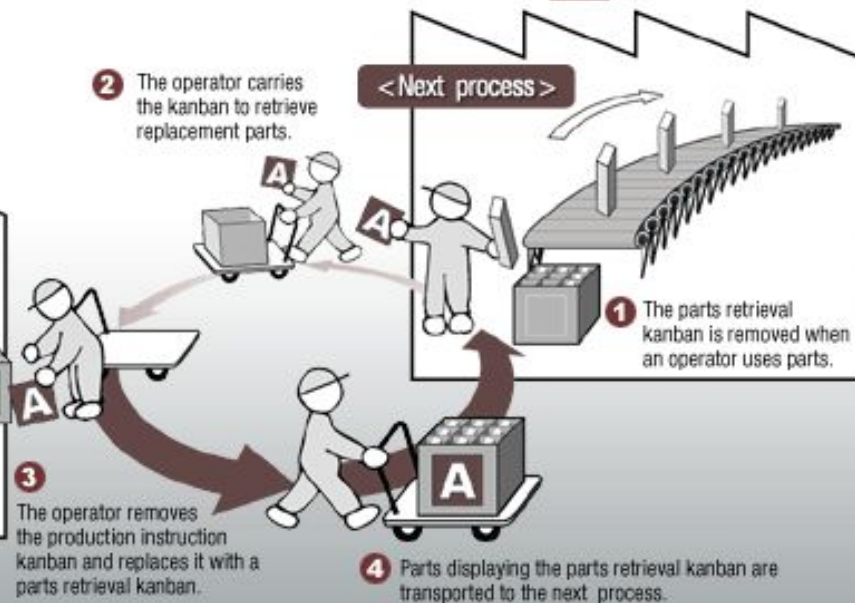 2 The operator carries
the kanban to retrieve
replacement parts.
< Next process >
A
A
1 The parts retrieval
kanban is removed when
an operator uses parts.
A
A
3
The operator removes
the production instruction
kanban and replaces it with a
parts retrieval kanban.
4 Parts displaying the parts retrieval kanban are
transported to the next process.